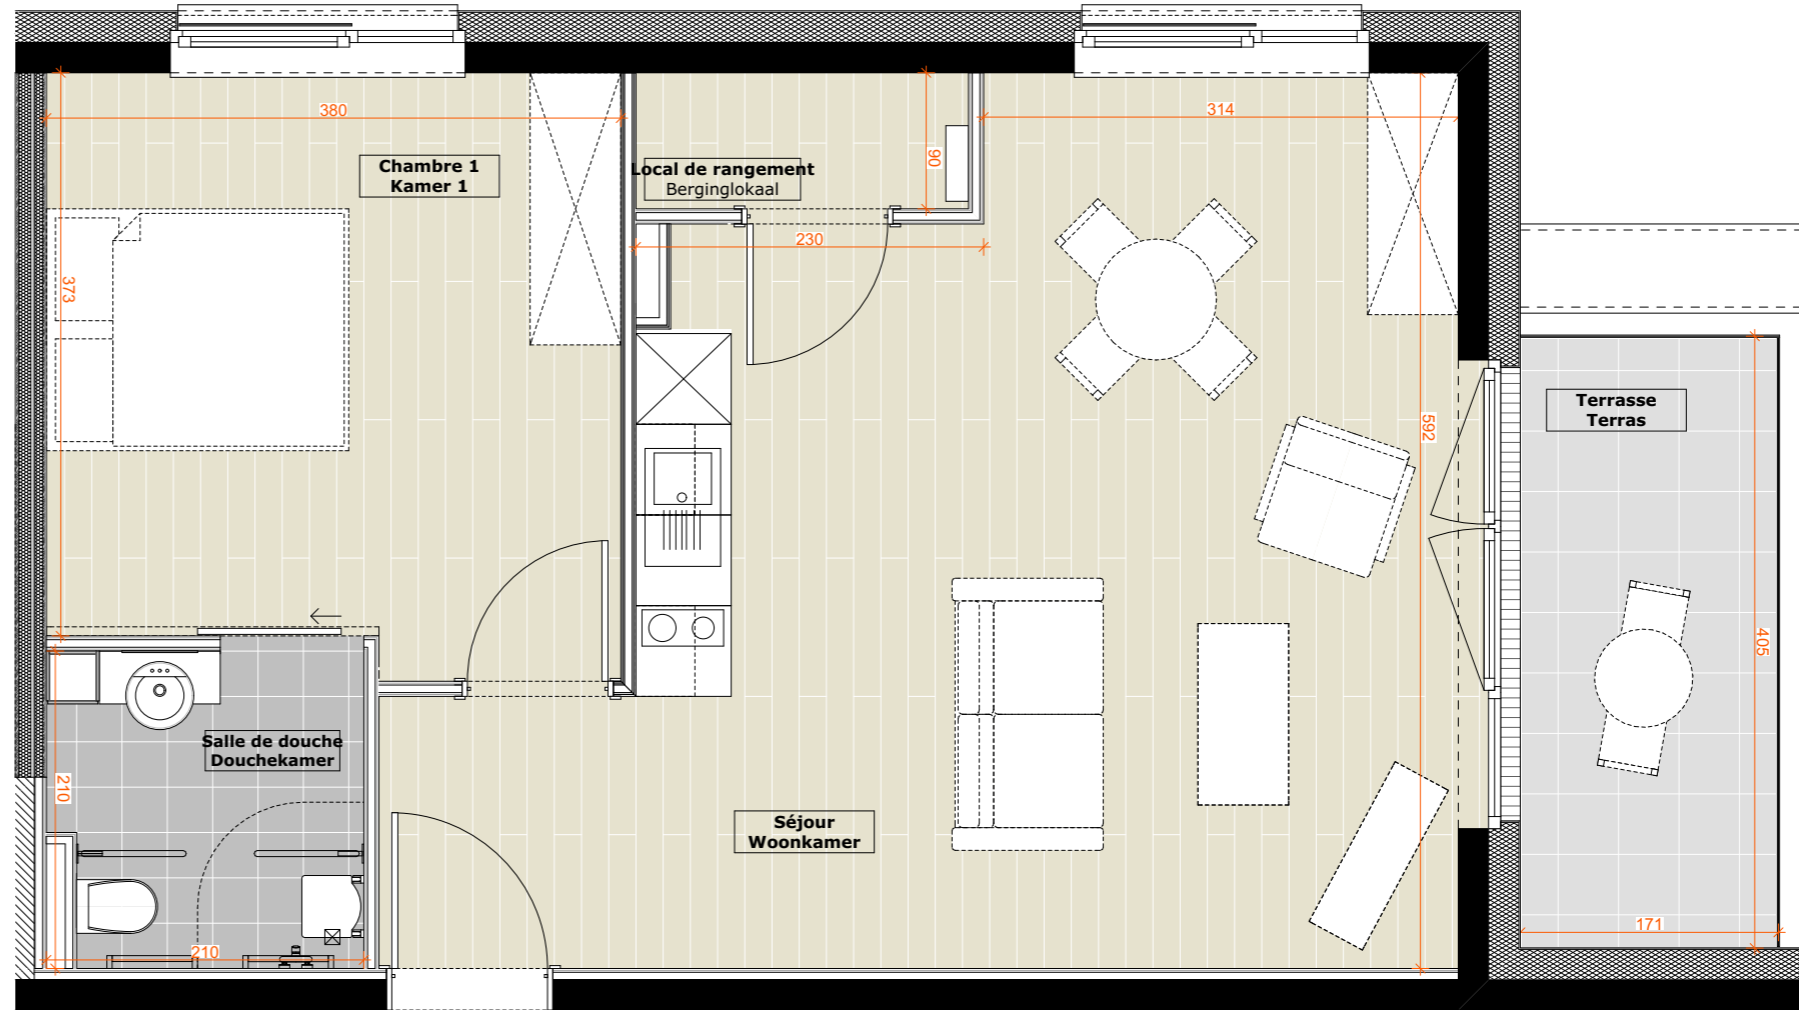 380
314
Chambre 1
Kamer 1
Local de rangement
Berginglokaal
90
230
373
592
Terrasse
Terras
405
Salle de douche
Douchekamer
210
Séjour
Woonkamer
171
210